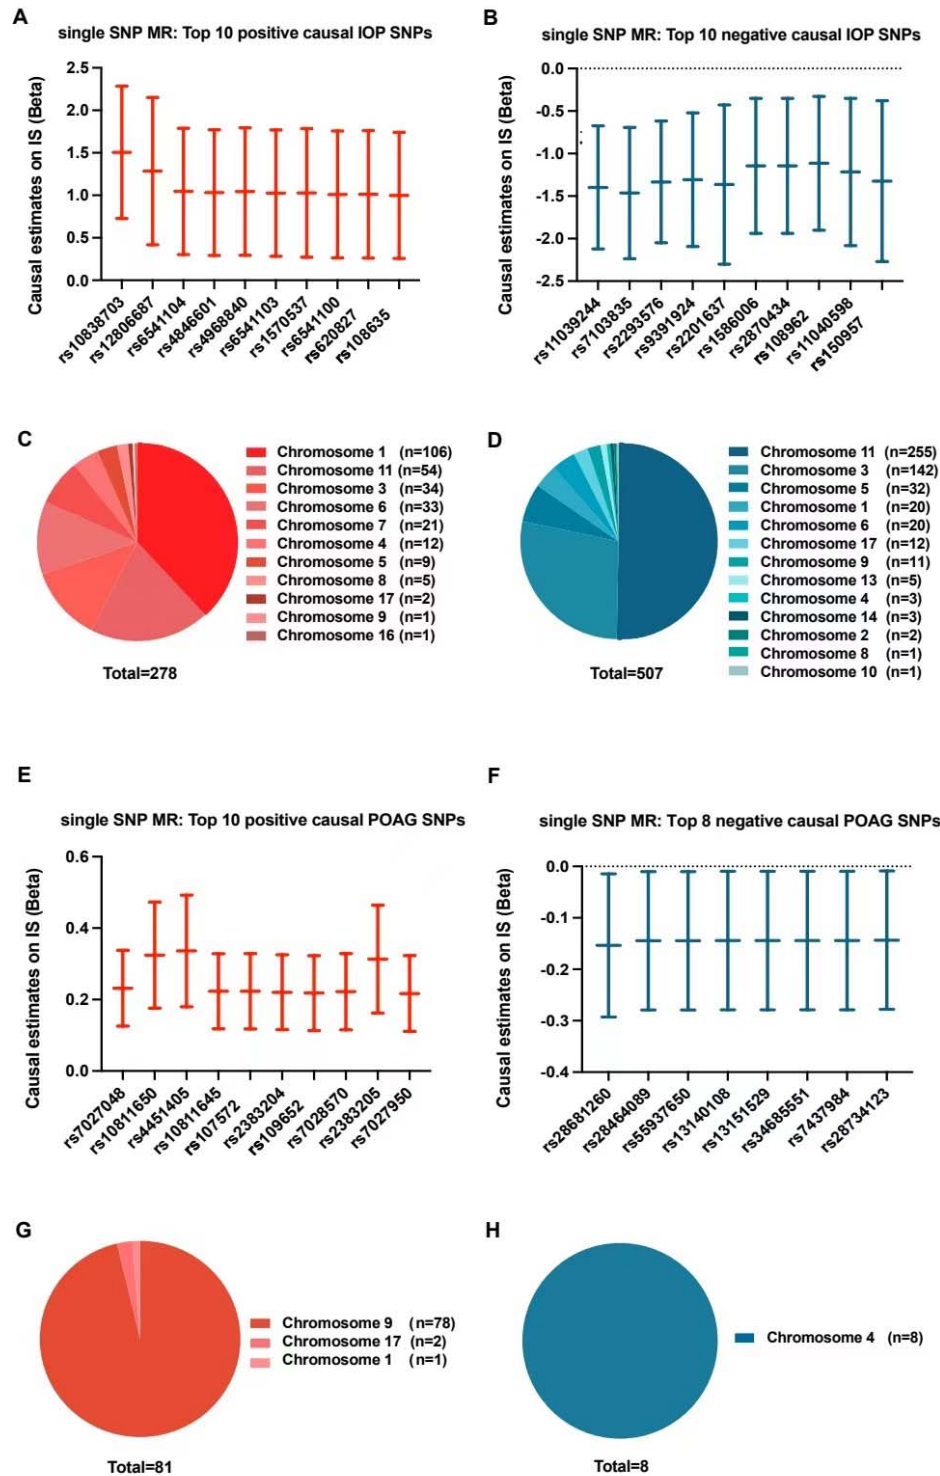 A
single SNP MR: Top 10 positive causal IOP SNPs
Causal estimates on IS (Beta)
2.5
2.0
1.5
1.0
0.5
0.0
rs10838703
rs12806687
rs6541104
rs4846601
rs4968840
rs6541103
rs1570537
rs6541100
rs620827
rs108635
B
single SNP MR: Top 10 negative causal IOP SNPs
Causal estimates on IS (Beta)
0.0
-0.5
-1.0
-1.5
-2.0
-2.5
rs11039244
rs7103835
rs2293576
rs9391924
rs2201637
rs1586006
rs2870434
rs108962
rs11040598
rs150957
C
Chromosome 1 (n=106)
Chromosome 11 (n=54)
Chromosome 3 (n=34)
Chromosome 6 (n=33)
Chromosome 7 (n=21)
Chromosome 4 (n=12)
Chromosome 5 (n=9)
Chromosome 8 (n=5)
Chromosome 17 (n=2)
Chromosome 9 (n=1)
Chromosome 16 (n=1)
Total=278
D
Chromosome 11 (n=255)
Chromosome 3 (n=142)
Chromosome 5 (n=32)
Chromosome 1 (n=20)
Chromosome 6 (n=20)
Chromosome 17 (n=12)
Chromosome 9 (n=11)
Chromosome 13 (n=5)
Chromosome 4 (n=3)
Chromosome 14 (n=3)
Chromosome 2 (n=2)
Chromosome 8 (n=1)
Chromosome 10 (n=1)
Total=507
E
single SNP MR: Top 10 positive causal POAG SNPs
Causal estimates on IS (Beta)
0.6
0.4
0.2
0.0
rs7027048
rs10811650
rs4451405
rs10811645
rs107572
rs2383204
rs109652
rs7028570
rs2383205
rs7027950
F
single SNP MR: Top 8 negative causal POAG SNPs
Causal estimates on IS (Beta)
0.0
-0.1
-0.2
-0.3
-0.4
rs28681260
rs28464089
rs55937650
rs13140108
rs13151529
rs34685551
rs7437984
rs28734123
G
Chromosome 9 (n=78)
Chromosome 17 (n=2)
Chromosome 1 (n=1)
Total=81
H
Chromosome 4 (n=8)
Total=8